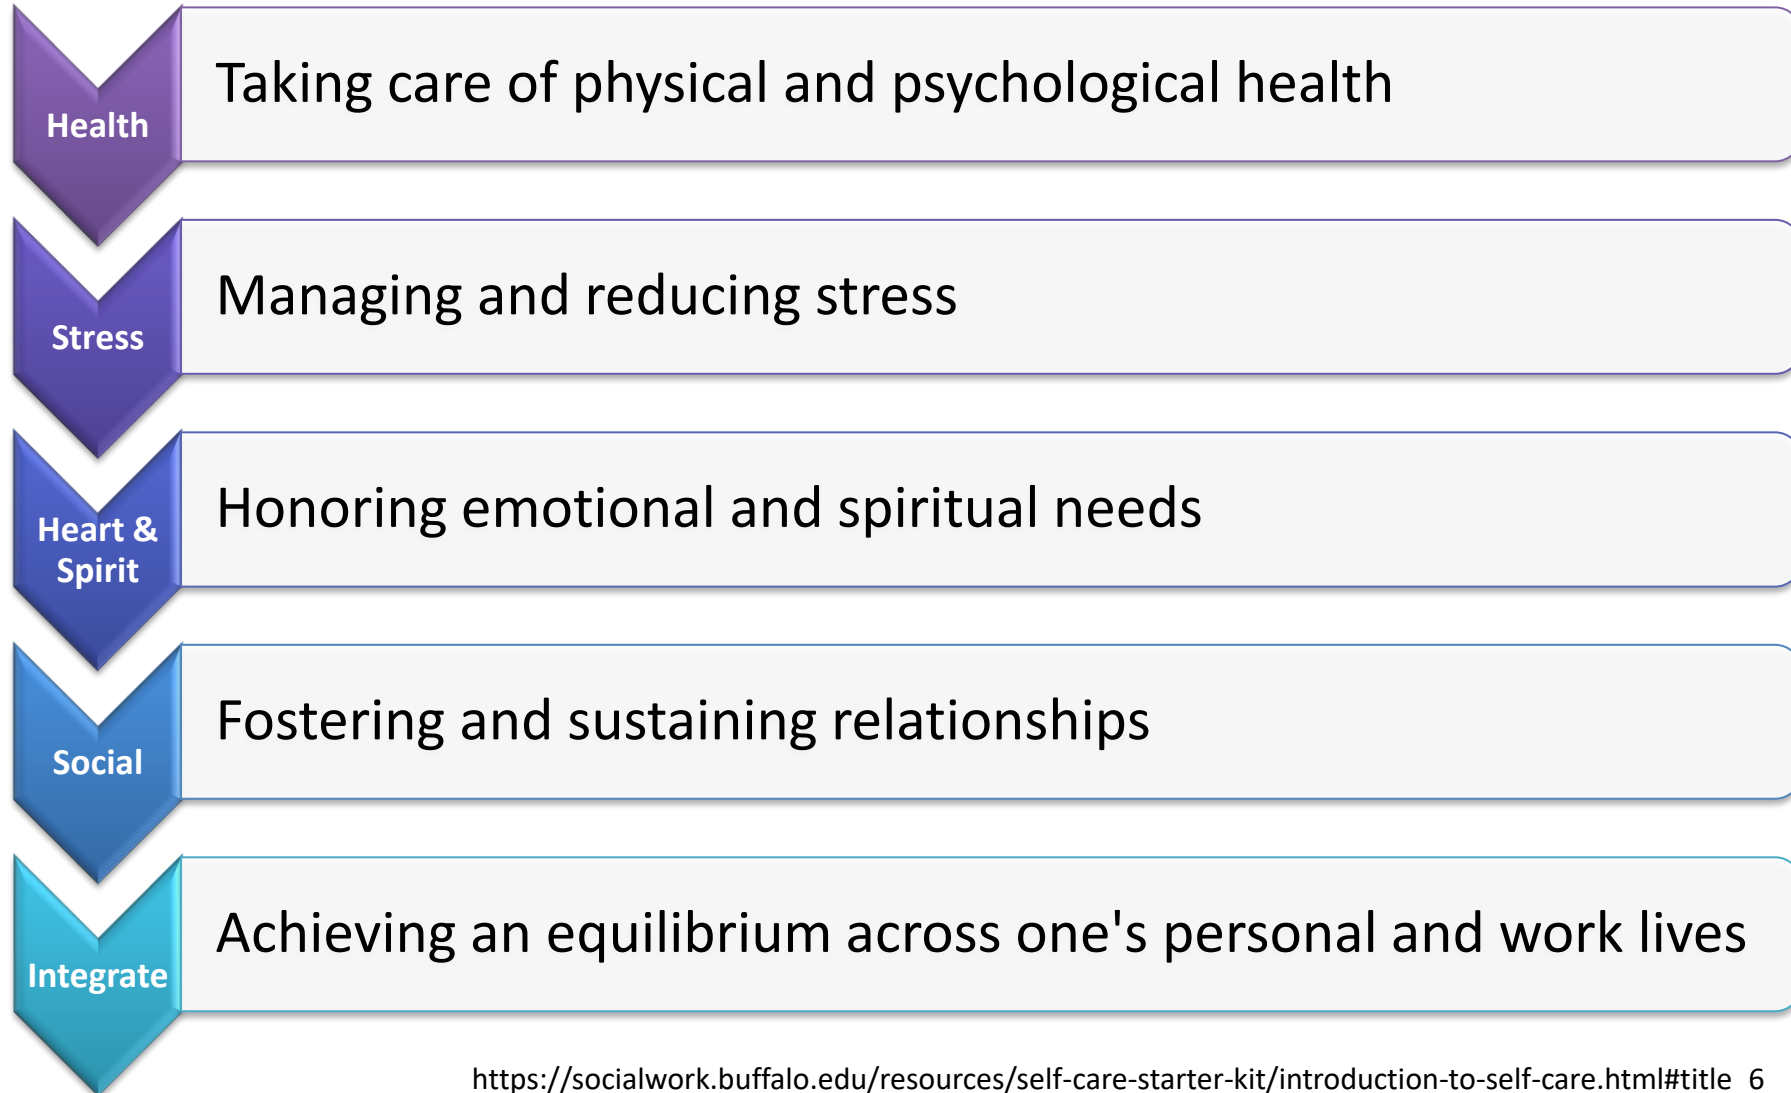 Health
Taking care of physical and psychological health
Stress
Managing and reducing stress
Heart &
Spirit
Honoring emotional and spiritual needs
Social
Fostering and sustaining relationships
Integrate
Achieving an equilibrium across one's personal and work lives
https://socialwork.buffalo.edu/resources/self-care-starter-kit/introduction-to-self-care.html#title_6